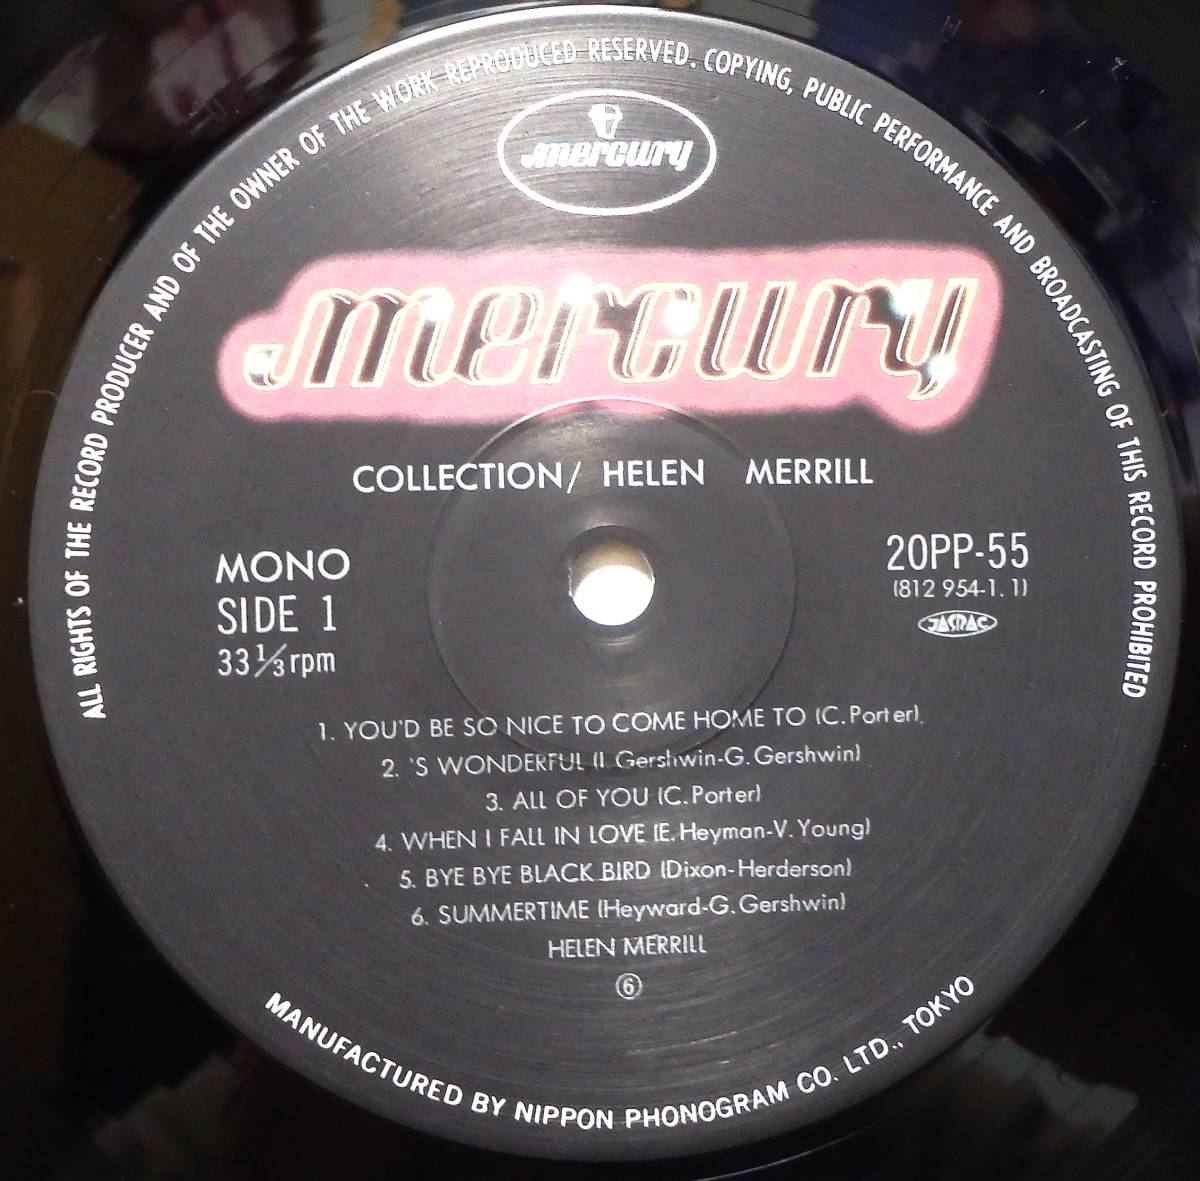 ALL RIGHTS OF THE RECORD PRODUCER AND OF THE OWNER OF THE WORK REPRODUCED RESERVED. COPYING, PUBLIC PERFORMANCE AND BROADCASTING OF THIS RECORD PROHIBITED
mercury
mercury
COLLECTION/ HELEN MERRILL
MONO
SIDE 1
33 1/3 rpm
20PP-55
(812 954-1. 1)
JASRAC
1. YOU'D BE SO NICE TO COME HOME TO (C.Porter).
2. 'S WONDERFUL (I. Gershwin-G. Gershwin)
3. ALL OF YOU (C.Porter)
4. WHEN I FALL IN LOVE (E. Heyman-V. Young)
5. BYE BYE BLACK BIRD (Dixon-Herderson)
6. SUMMERTIME (Heyward-G. Gershwin)
HELEN MERRILL
⑥
MANUFACTURED BY NIPPON PHONOGRAM CO. LTD., TOKYO